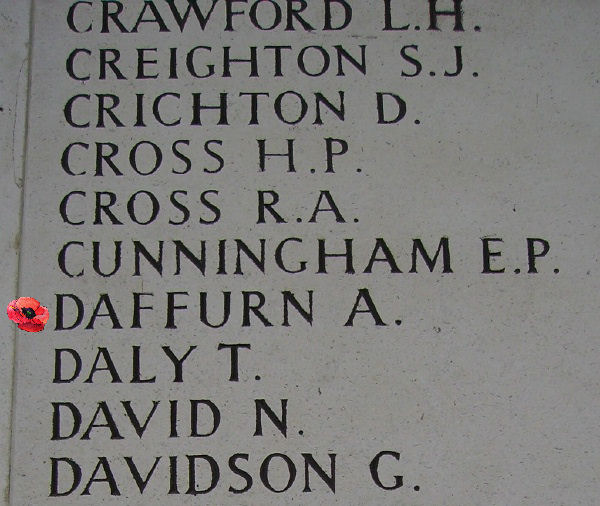 CRAWFORD L.H.
CREIGHTON S.J.
CRICHTON D.
CROSS H.P.
CROSS R.A.
CUNNINGHAM E.P.
DAFFURN A.
DALY T.
DAVID N.
DAVIDSON G.